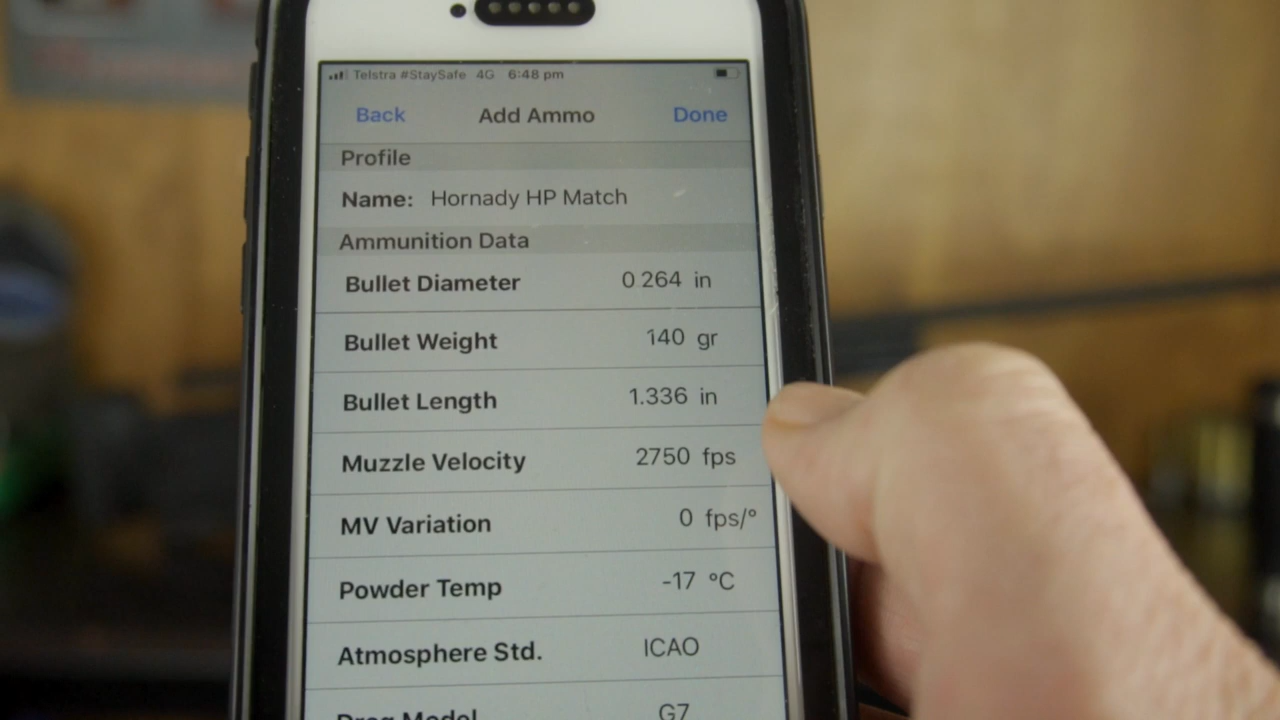 Telstra #StaySafe 4G 6:48 pm
Back Add Ammo Done
Profile
Name: Hornady HP Match
Ammunition Data
Bullet Diameter 0 264 in
Bullet Weight 140 gr
Bullet Length 1.336 in
Muzzle Velocity 2750 fps
MV Variation 0 fps/°
Powder Temp -17 °C
Atmosphere Std. ICAO
Drag Model G7